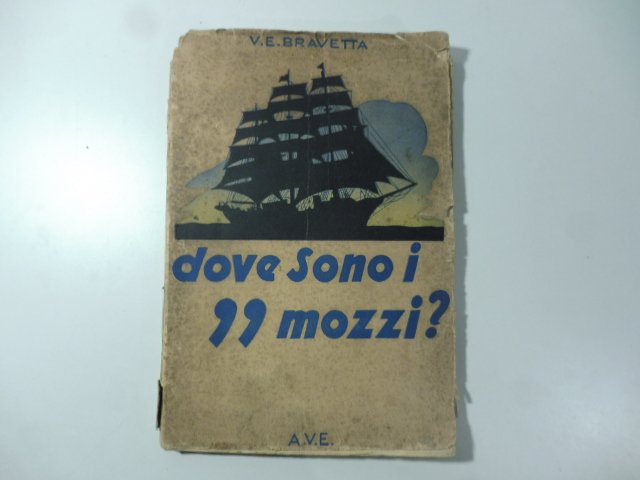 V.E.BRAVETTA
dove sono i
99 mozzi?
A.V.E.